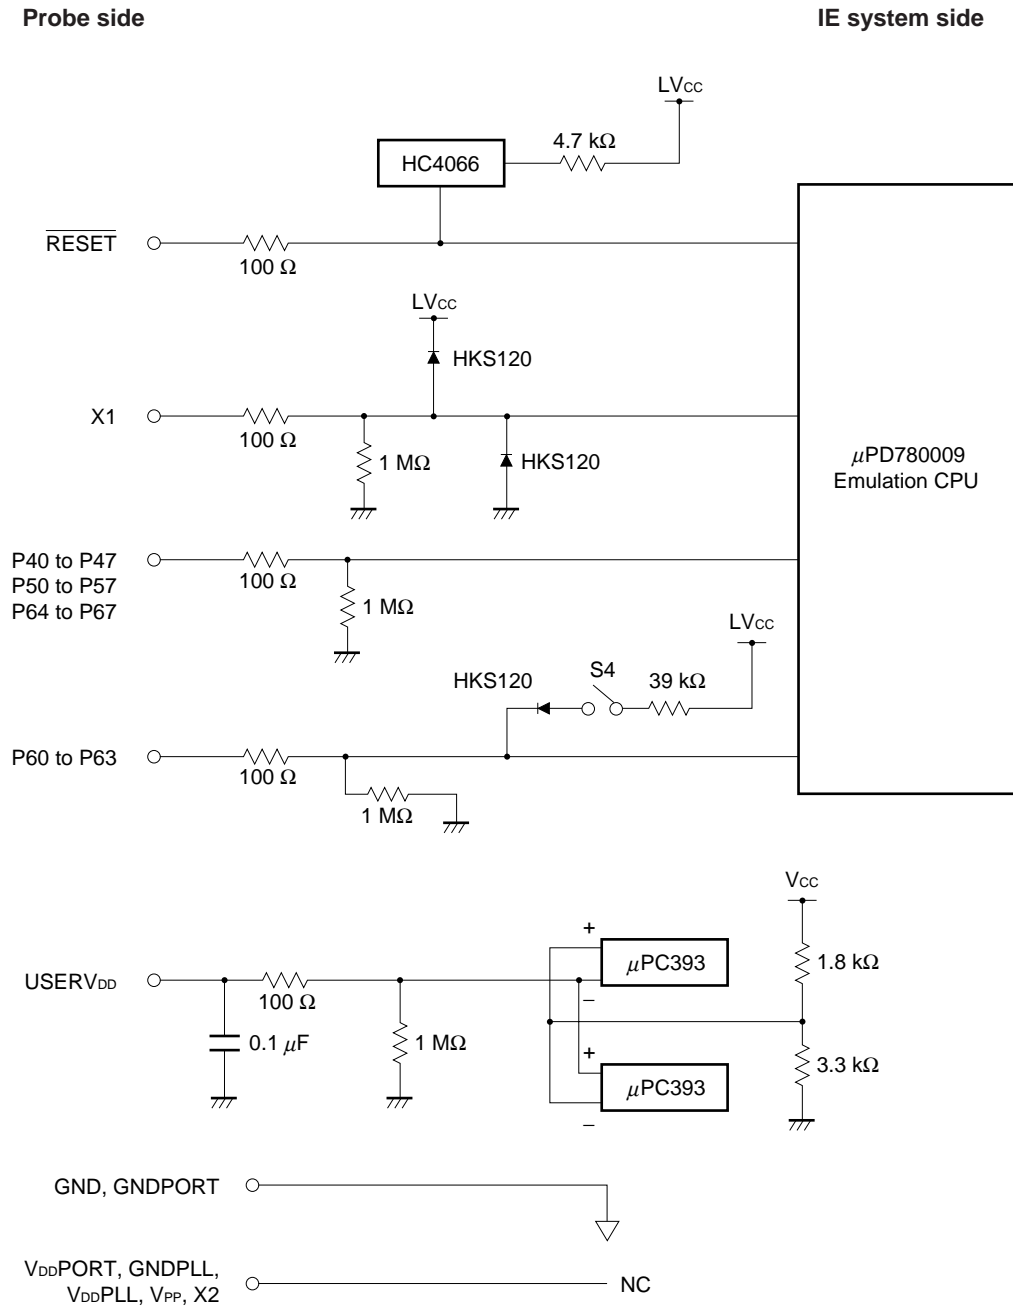 Probe side
IE system side
LVCC
4.7 kΩ
HC4066
RESET
100 Ω
LVCC
HKS120
X1
100 Ω
1 MΩ
HKS120
μPD780009
Emulation CPU
P40 to P47
P50 to P57
P64 to P67
100 Ω
1 MΩ
LVCC
HKS120
S4
39 kΩ
P60 to P63
100 Ω
1 MΩ
VCC
+
μPC393
–
1.8 kΩ
USERVDD
100 Ω
0.1 μF
1 MΩ
+
μPC393
–
3.3 kΩ
GND, GNDPORT
VDDPORT, GNDPLL,
VDDPLL, VPP, X2
NC